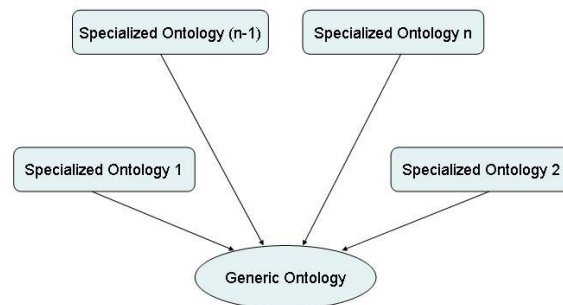 Specialized Ontology (n-1)
Specialized Ontology n
Specialized Ontology 1
Specialized Ontology 2
Generic Ontology